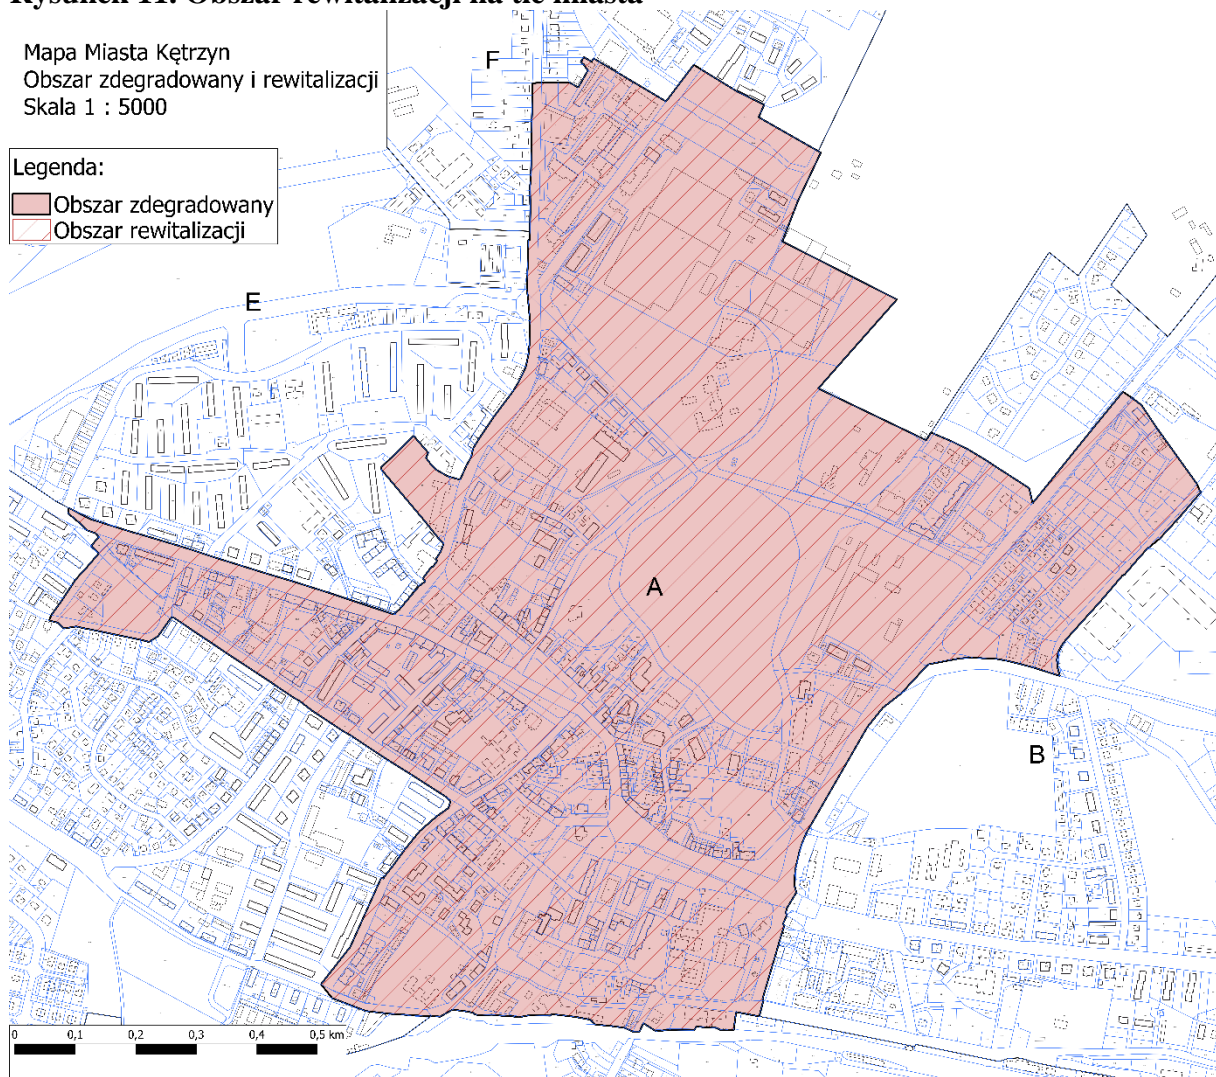 Rysunek 11. Obszar rewitalizacji na tle miasta
Mapa Miasta Kętrzyn
Obszar zdegradowany i rewitalizacji
Skala 1 : 5000
Legenda:
Obszar zdegradowany
Obszar rewitalizacji
F
E
A
B
0 0,1 0,2 0,3 0,4 0,5 km